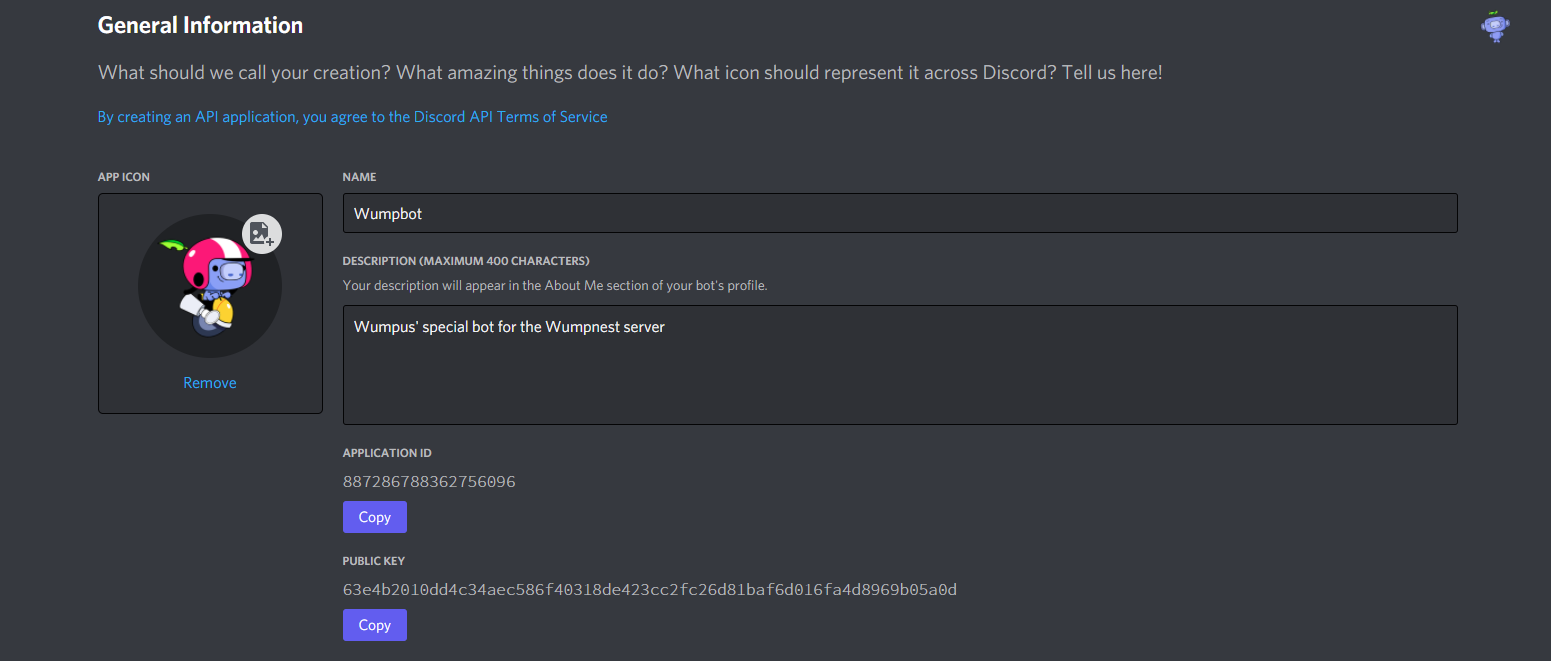 General Information
What should we call your creation? What amazing things does it do? What icon should represent it across Discord? Tell us here!
By creating an API application, you agree to the Discord API Terms of Service
APP ICON
Remove
NAME
Wumpbot
DESCRIPTION (MAXIMUM 400 CHARACTERS)
Your description will appear in the About Me section of your bot's profile.
Wumpus' special bot for the Wumpnest server
APPLICATION ID
887286788362756096
Copy
PUBLIC KEY
63e4b2010dd4c34aec586f40318de423cc2fc26d81baf6d016fa4d8969b05a0d
Copy